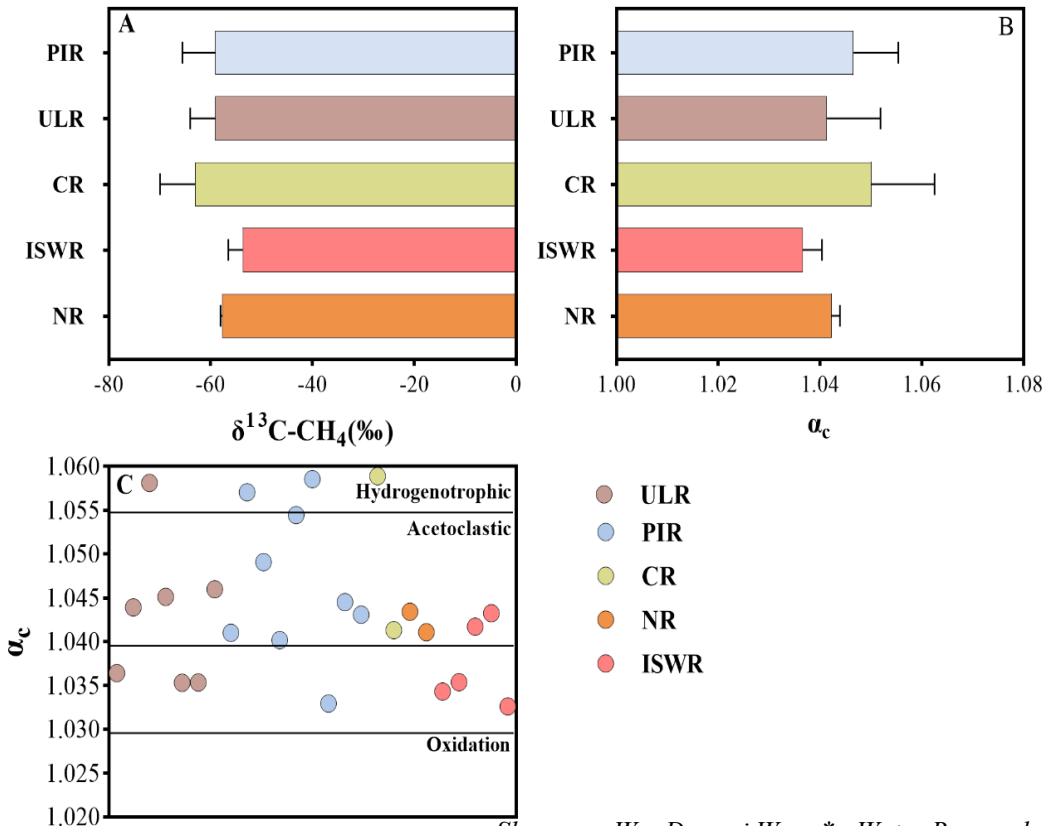 A
PIR
ULR
CR
ISWR
NR
-80 -60 -40 -20 0
δ¹³C-CH₄(‰)
B
PIR
ULR
CR
ISWR
NR
1.00 1.02 1.04 1.06 1.08
α_c
C
1.060
1.055
1.050
1.045
1.040
1.035
1.030
1.025
1.020
α_c
Hydrogenotrophic
Acetoclastic
Oxidation
ULR
PIR
CR
NR
ISWR